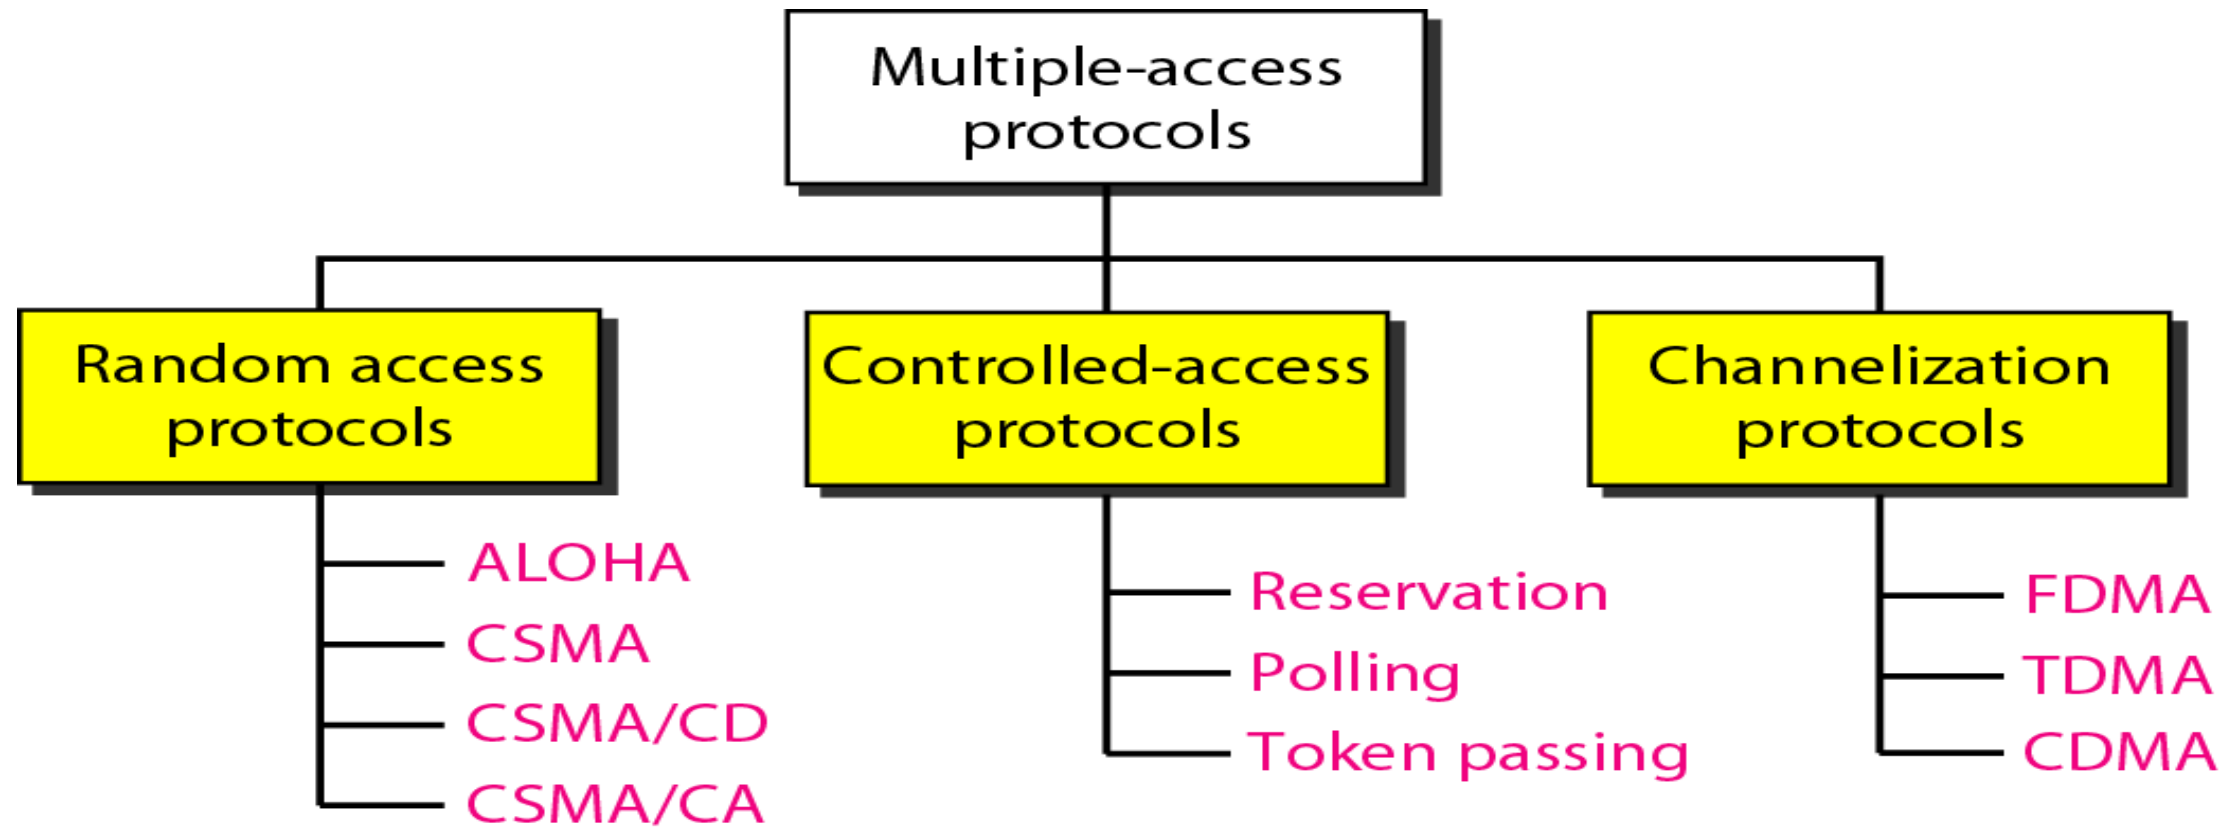 Multiple-access
protocols
Random access
protocols
Controlled-access
protocols
Channelization
protocols
ALOHA
CSMA
CSMA/CD
CSMA/CA
Reservation
Polling
Token passing
FDMA
TDMA
CDMA